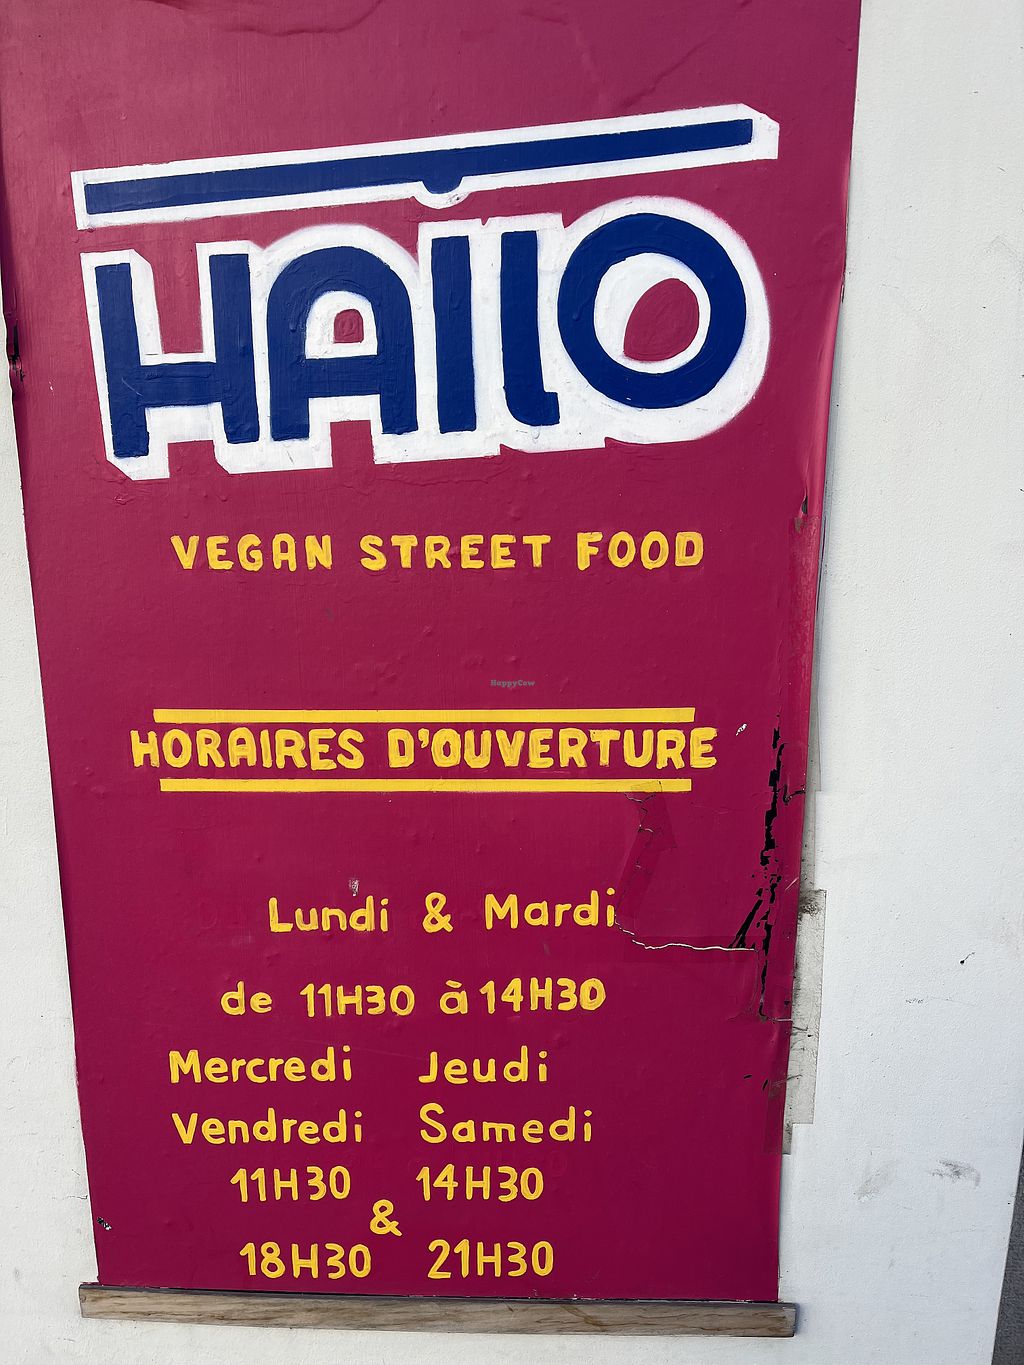 HAllO
VEGAN STREET FOOD
HappyCow
HORAIRES D'OUVERTURE
Lundi & Mardi
de 11H30 à 14H30
Mercredi Jeudi
Vendredi Samedi
11H30 14H30
&
18H30 21H30